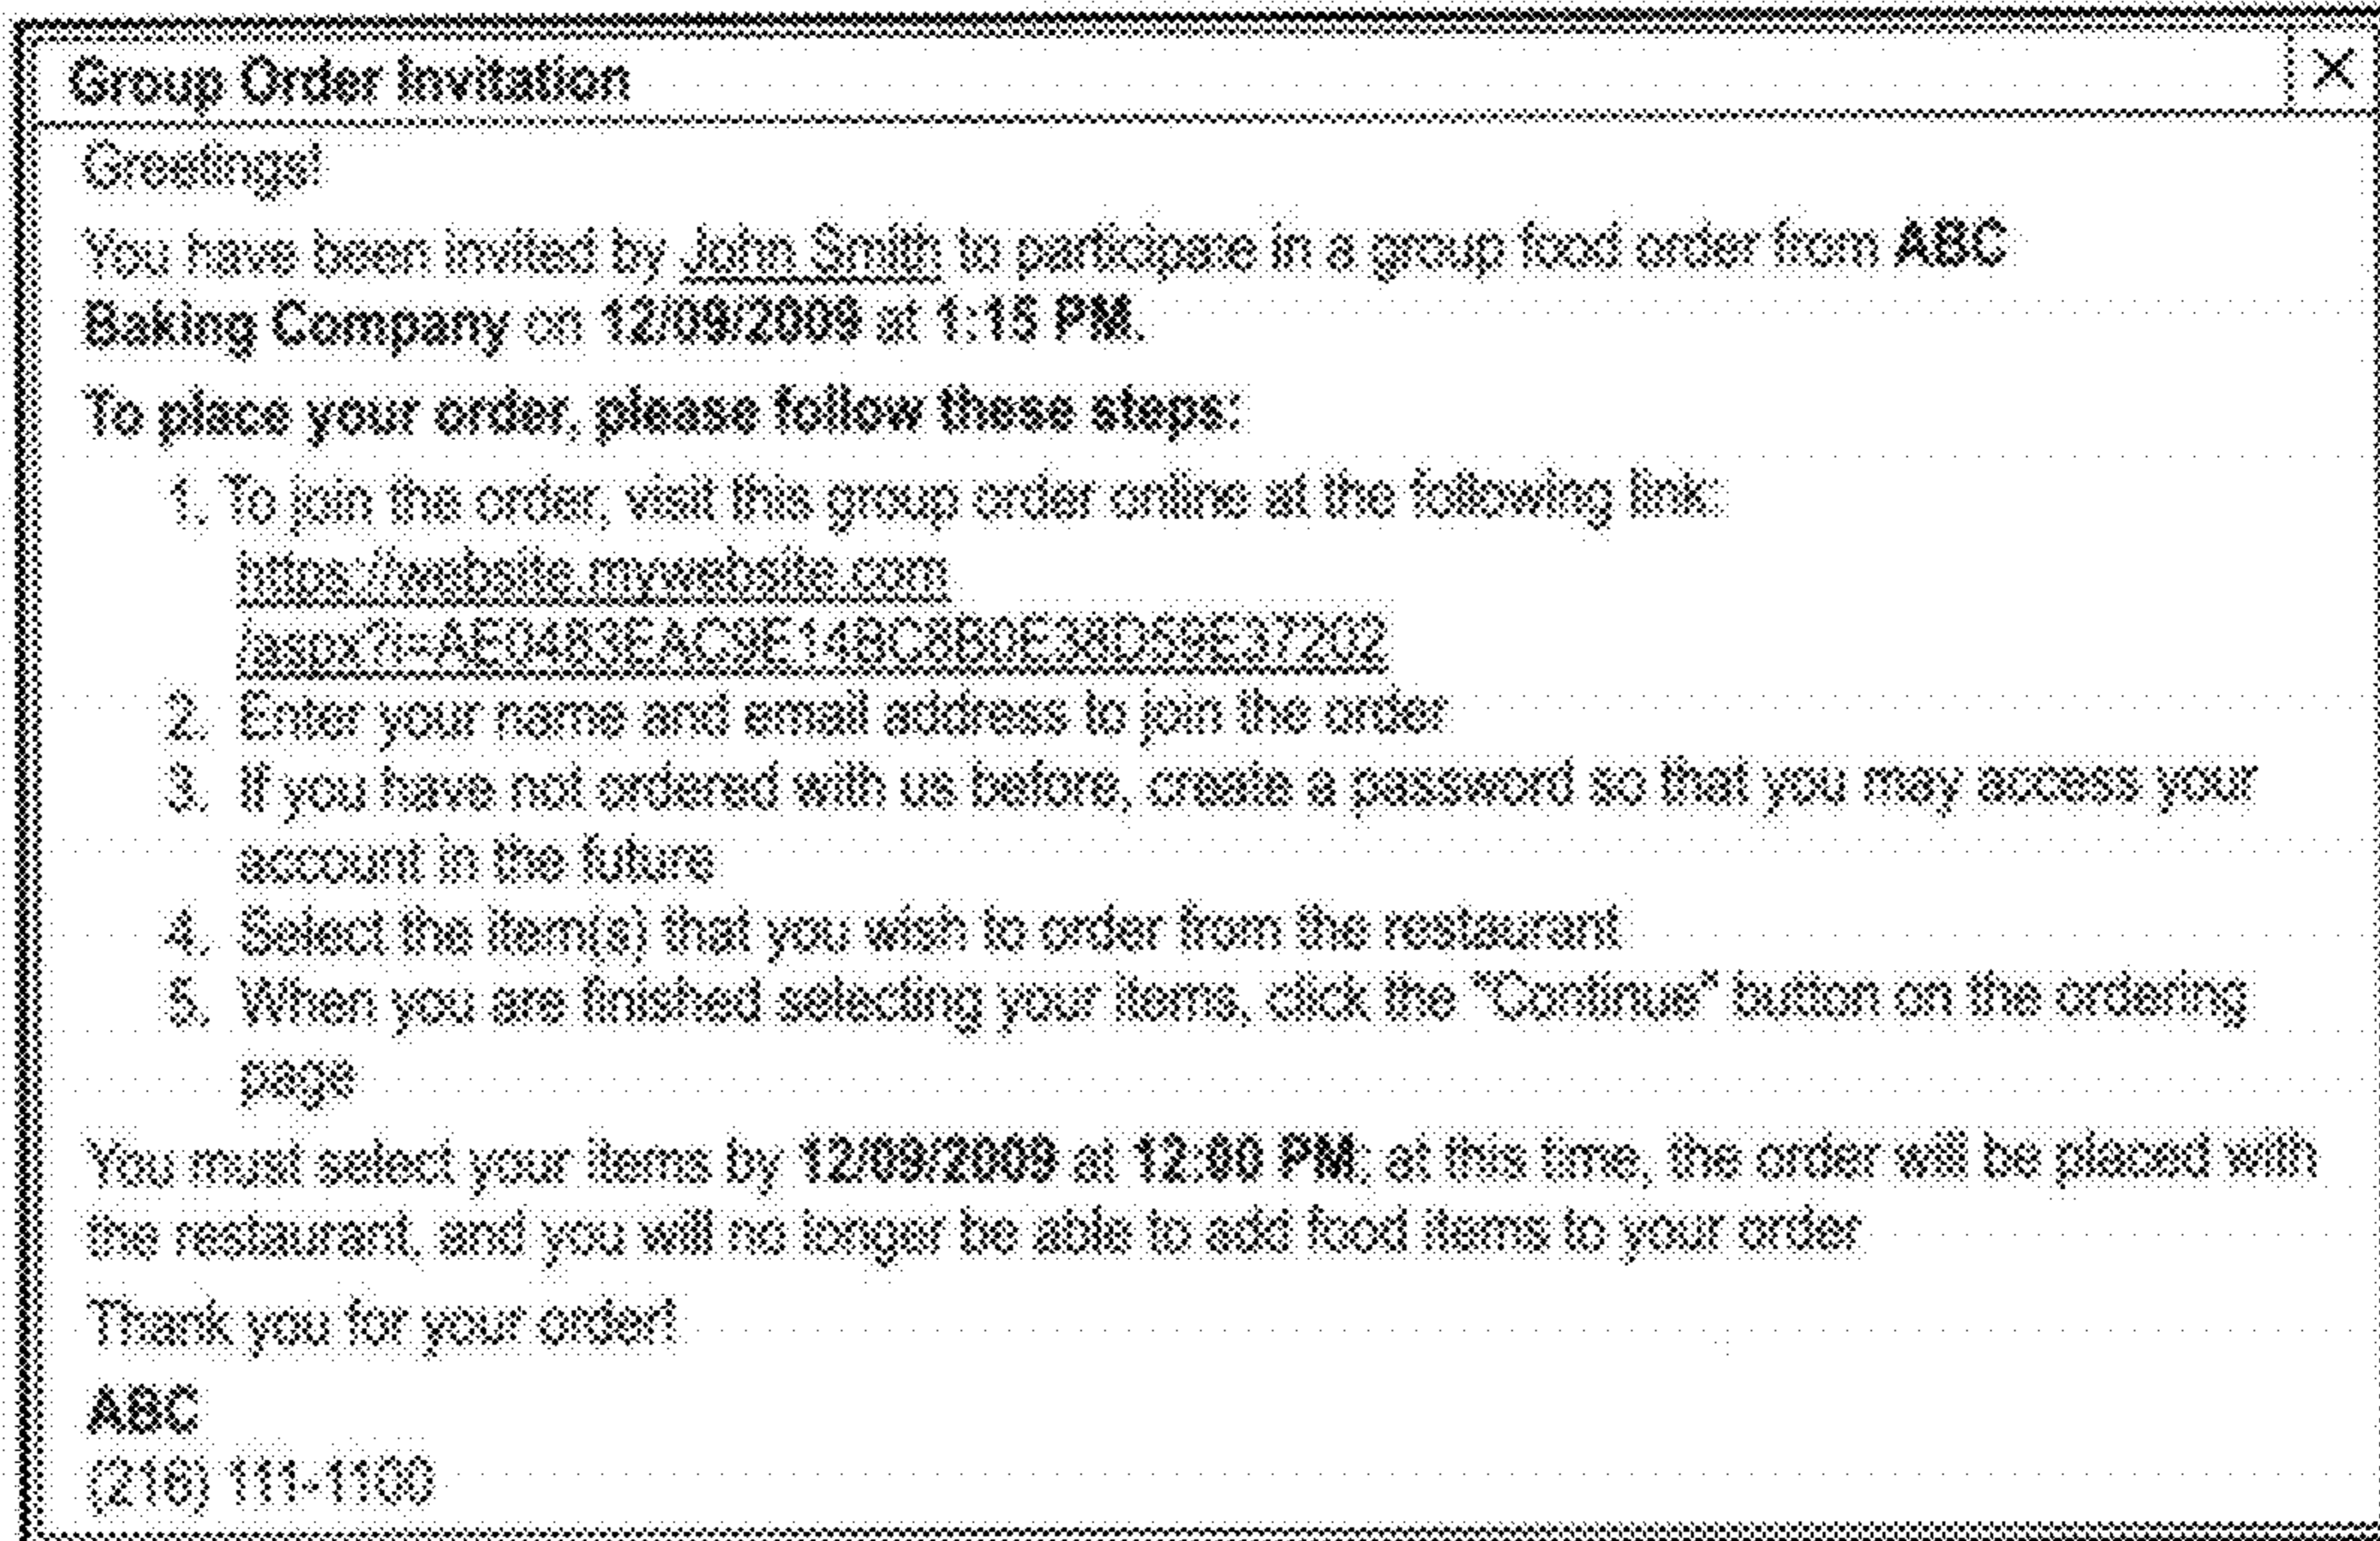 Group Order Invitation
Greetings!
You have been invited by John Smith to participate in a group food order from ABC
Baking Company on 12/09/2009 at 1:15 PM.
To place your order, please follow these steps:
1. To join the order, visit this group order online at the following link:
https://website.mywebsite.com
/aspx?i=AE0483EAC9E14BC8B0E38D59E37202
2. Enter your name and email address to join the order
3. If you have not ordered with us before, create a password so that you may access your
account in the future
4. Select the item(s) that you wish to order from the restaurant
5. When you are finished selecting your items, click the "Continue" button on the ordering
page
You must select your items by 12/09/2009 at 12:00 PM; at this time, the order will be placed with
the restaurant, and you will no longer be able to add food items to your order
Thank you for your order!
ABC
(216) 111-1100